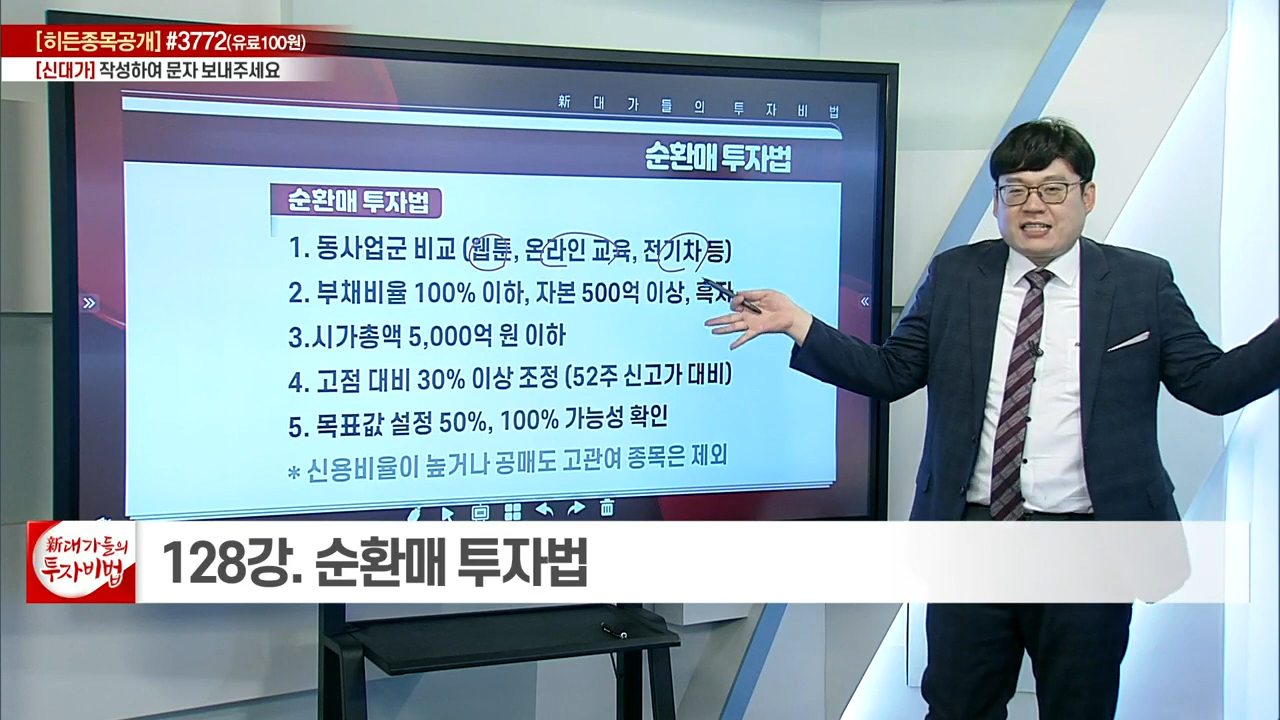 [히든종목공개] #3772(유료100원)
[신대가] 작성하여 문자 보내주세요
新 대 가 들 의 투 자 비 법
순환매 투자법
순환매 투자법
1. 동사업군 비교 (웹툰, 온라인 교육, 전기차 등)
2. 부채비율 100% 이하, 자본 500억 이상, 흑자
3.시가총액 5,000억 원 이하
4. 고점 대비 30% 이상 조정 (52주 신고가 대비)
5. 목표값 설정 50%, 100% 가능성 확인
* 신용비율이 높거나 공매도 고관여 종목은 제외
新대가들의
투자비법
128강. 순환매 투자법